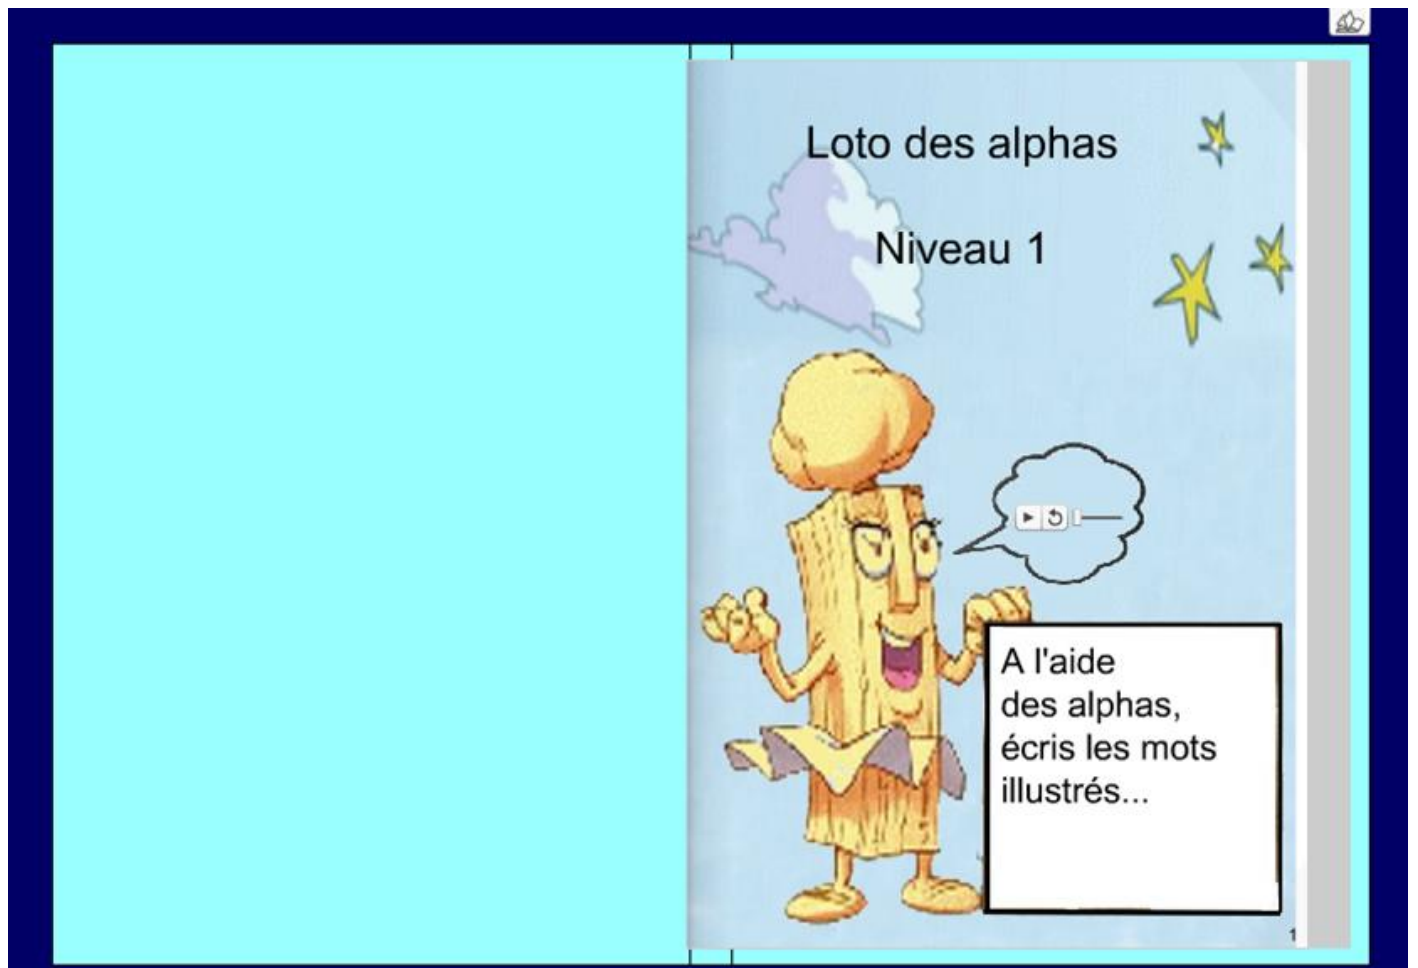 Loto des alphas
Niveau 1
A l'aide
des alphas,
écris les mots
illustrés...
1